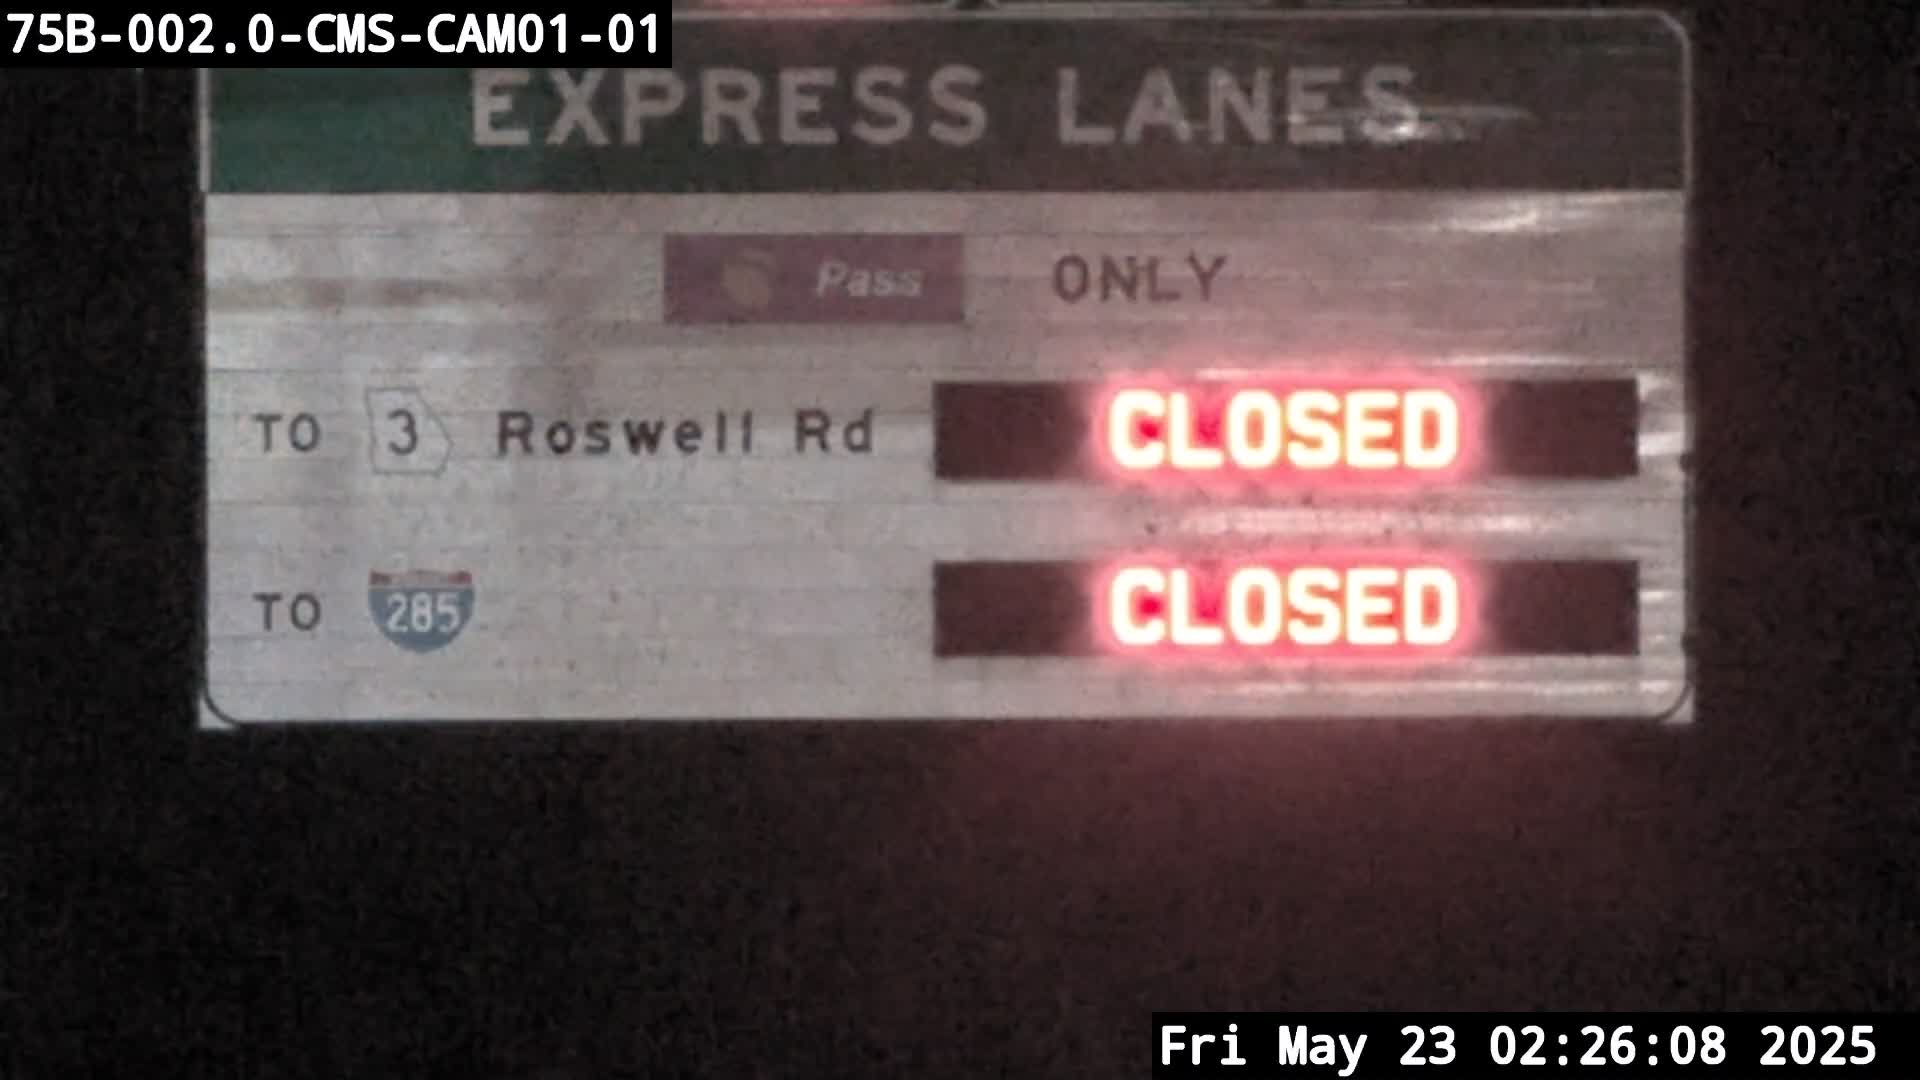 75B-002.0-CMS-CAM01-01
EXPRESS LANES
Pass ONLY
TO 3 Roswell Rd CLOSED
TO 285 CLOSED
Fri May 23 02:26:08 2025